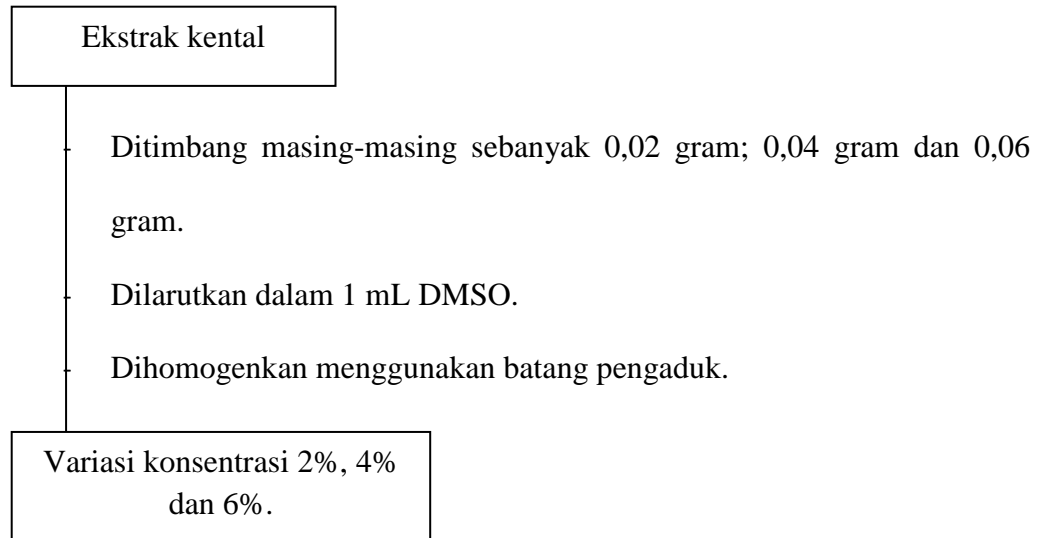 Ekstrak kental
- Ditimbang masing-masing sebanyak 0,02 gram; 0,04 gram dan 0,06
gram.
- Dilarutkan dalam 1 mL DMSO.
- Dihomogenkan menggunakan batang pengaduk.
Variasi konsentrasi 2%, 4%
dan 6%.